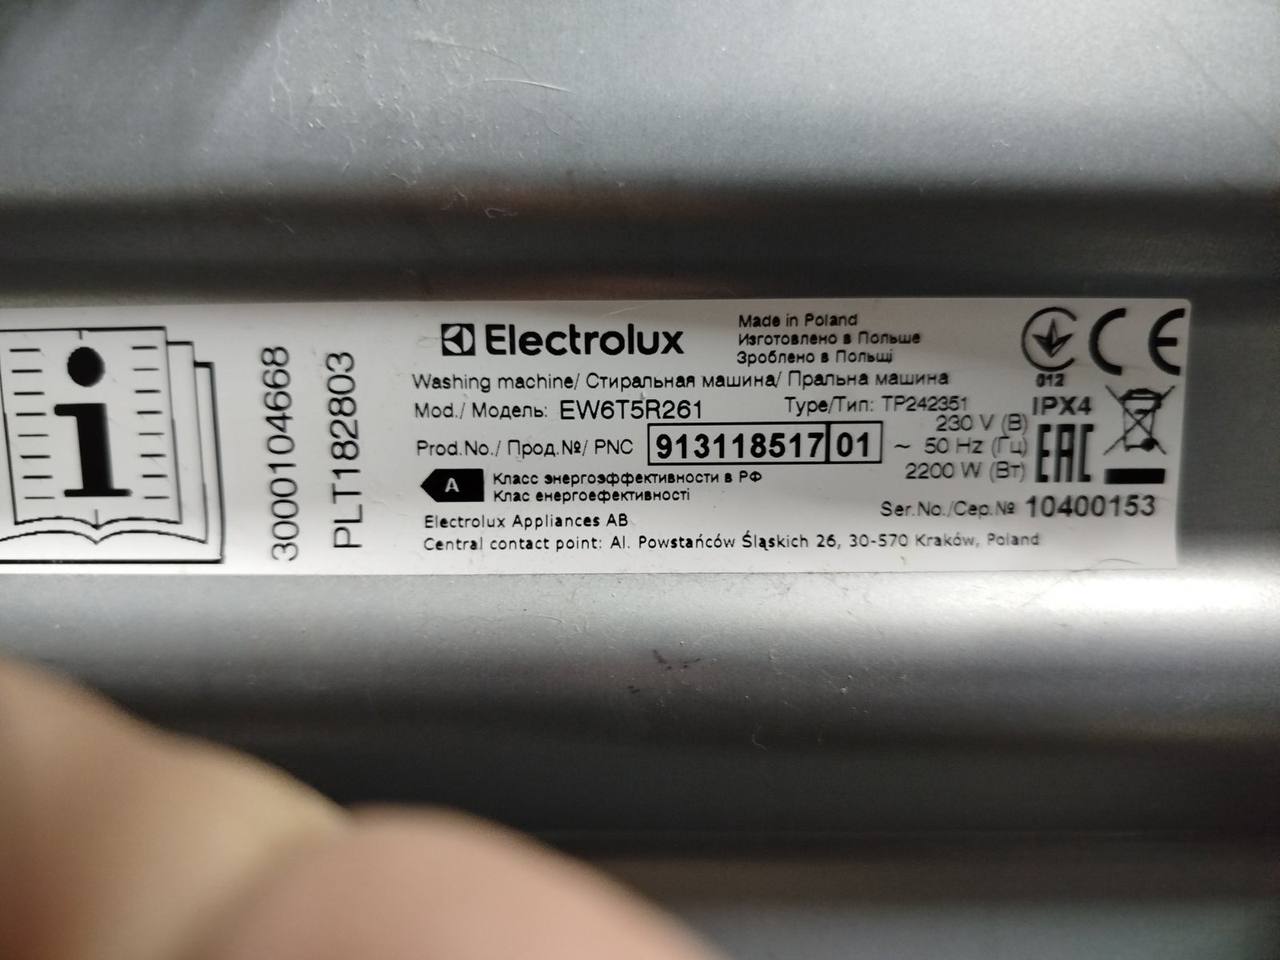 3000104668
PLT182803
Electrolux
Made in Poland
Изготовлено в Польше
Зроблено в Польщі
Washing machine/ Стиральная машина/ Пральна машина
Mod./ Модель: EW6T5R261
Type/Тип: TP242351
Prod.No./ Прод.№/ PNC 913118517 01
230 V (В)
~ 50 Hz (Гц)
2200 W (Вт)
012
CE
IPX4
EAC
A
Класс энергоэффективности в РФ
Клас енергоефективності
Ser.No./Сер.№ 10400153
Electrolux Appliances AB
Central contact point: Al. Powstańców Śląskich 26, 30-570 Kraków, Poland